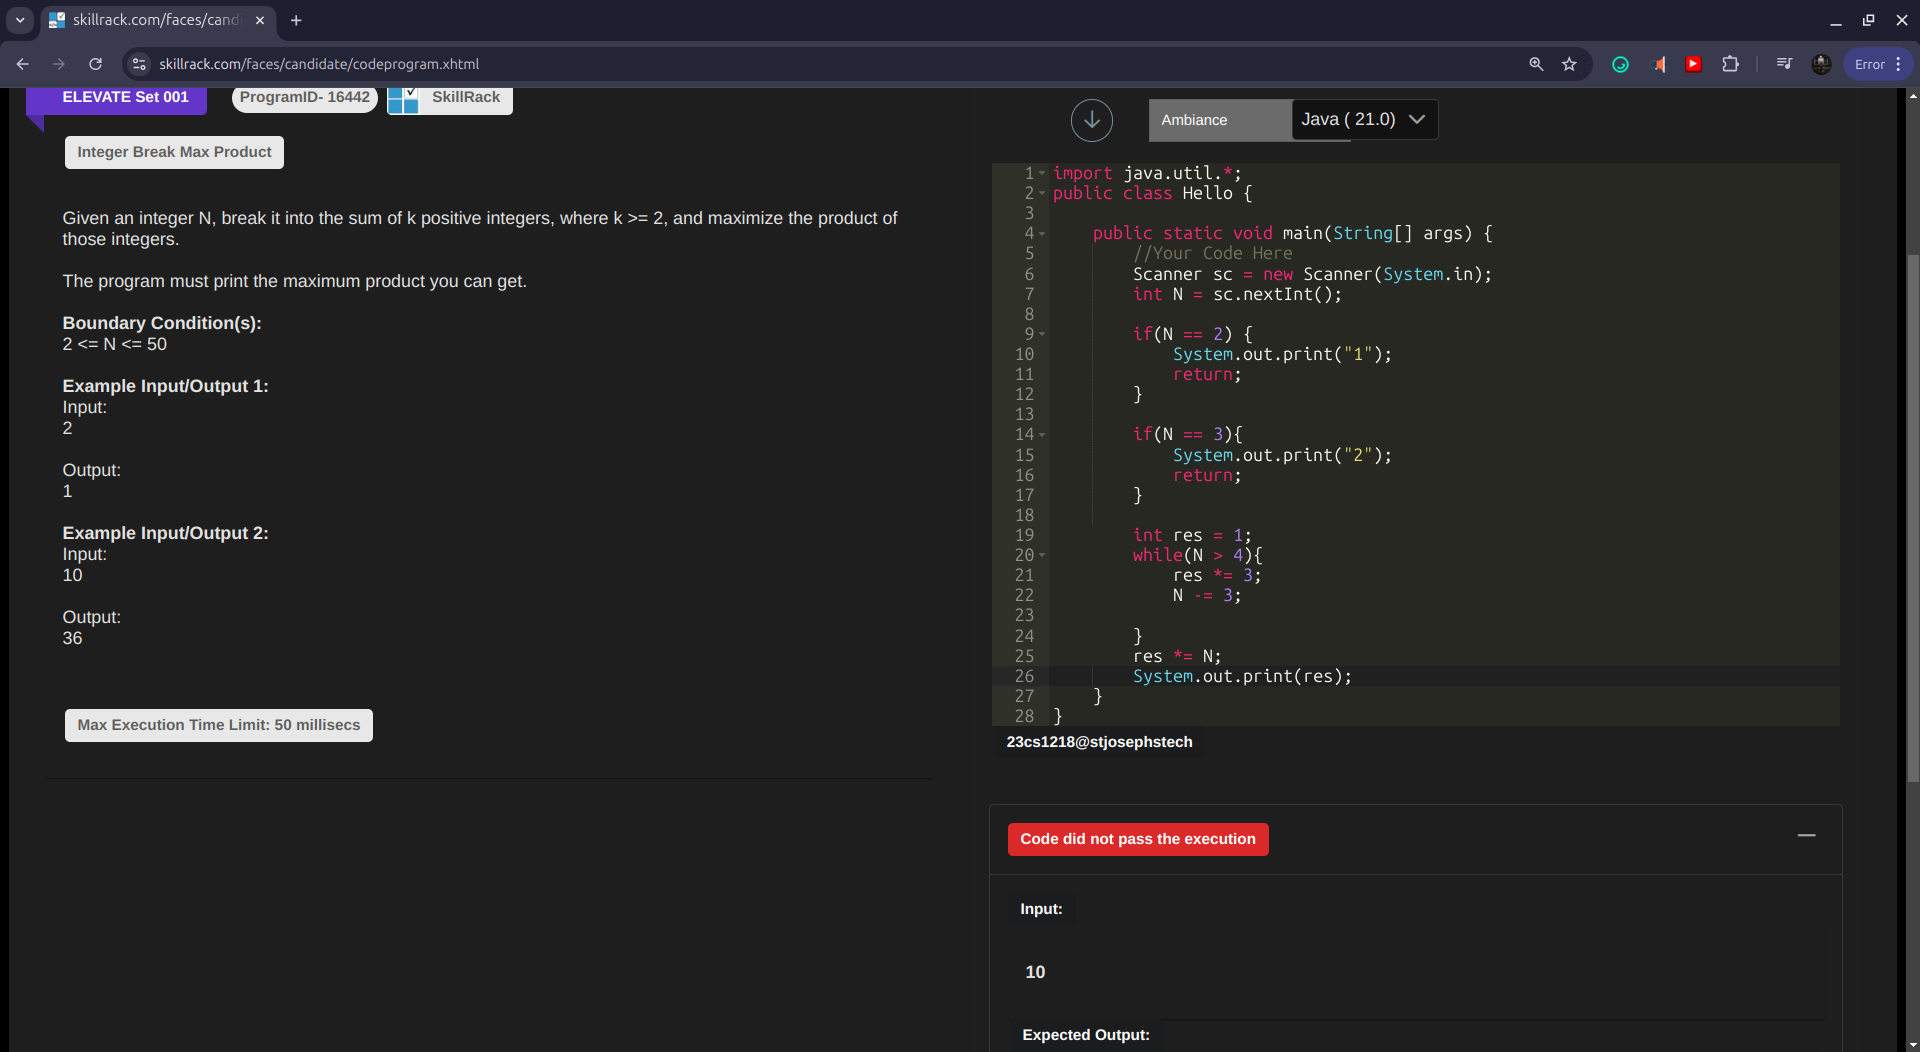 skillrack.com/faces/candi
skillrack.com/faces/candidate/codeprogram.xhtml
Error
ELEVATE Set 001
ProgramID- 16442
SkillRack
Integer Break Max Product
Given an integer N, break it into the sum of k positive integers, where k >= 2, and maximize the product of
those integers.
The program must print the maximum product you can get.
Boundary Condition(s):
2 <= N <= 50
Example Input/Output 1:
Input:
2
Output:
1
Example Input/Output 2:
Input:
10
Output:
36
Max Execution Time Limit: 50 millisecs
Ambiance
Java ( 21.0)
1 import java.util.*;
2 public class Hello {
3
4 public static void main(String[] args) {
5 //Your Code Here
6 Scanner sc = new Scanner(System.in);
7 int N = sc.nextInt();
8
9 if(N == 2) {
10 System.out.print("1");
11 return;
12 }
13
14 if(N == 3){
15 System.out.print("2");
16 return;
17 }
18
19 int res = 1;
20 while(N > 4){
21 res *= 3;
22 N -= 3;
23
24 }
25 res *= N;
26 System.out.print(res);
27 }
28 }
23cs1218@stjosephstech
Code did not pass the execution
Input:
10
Expected Output: